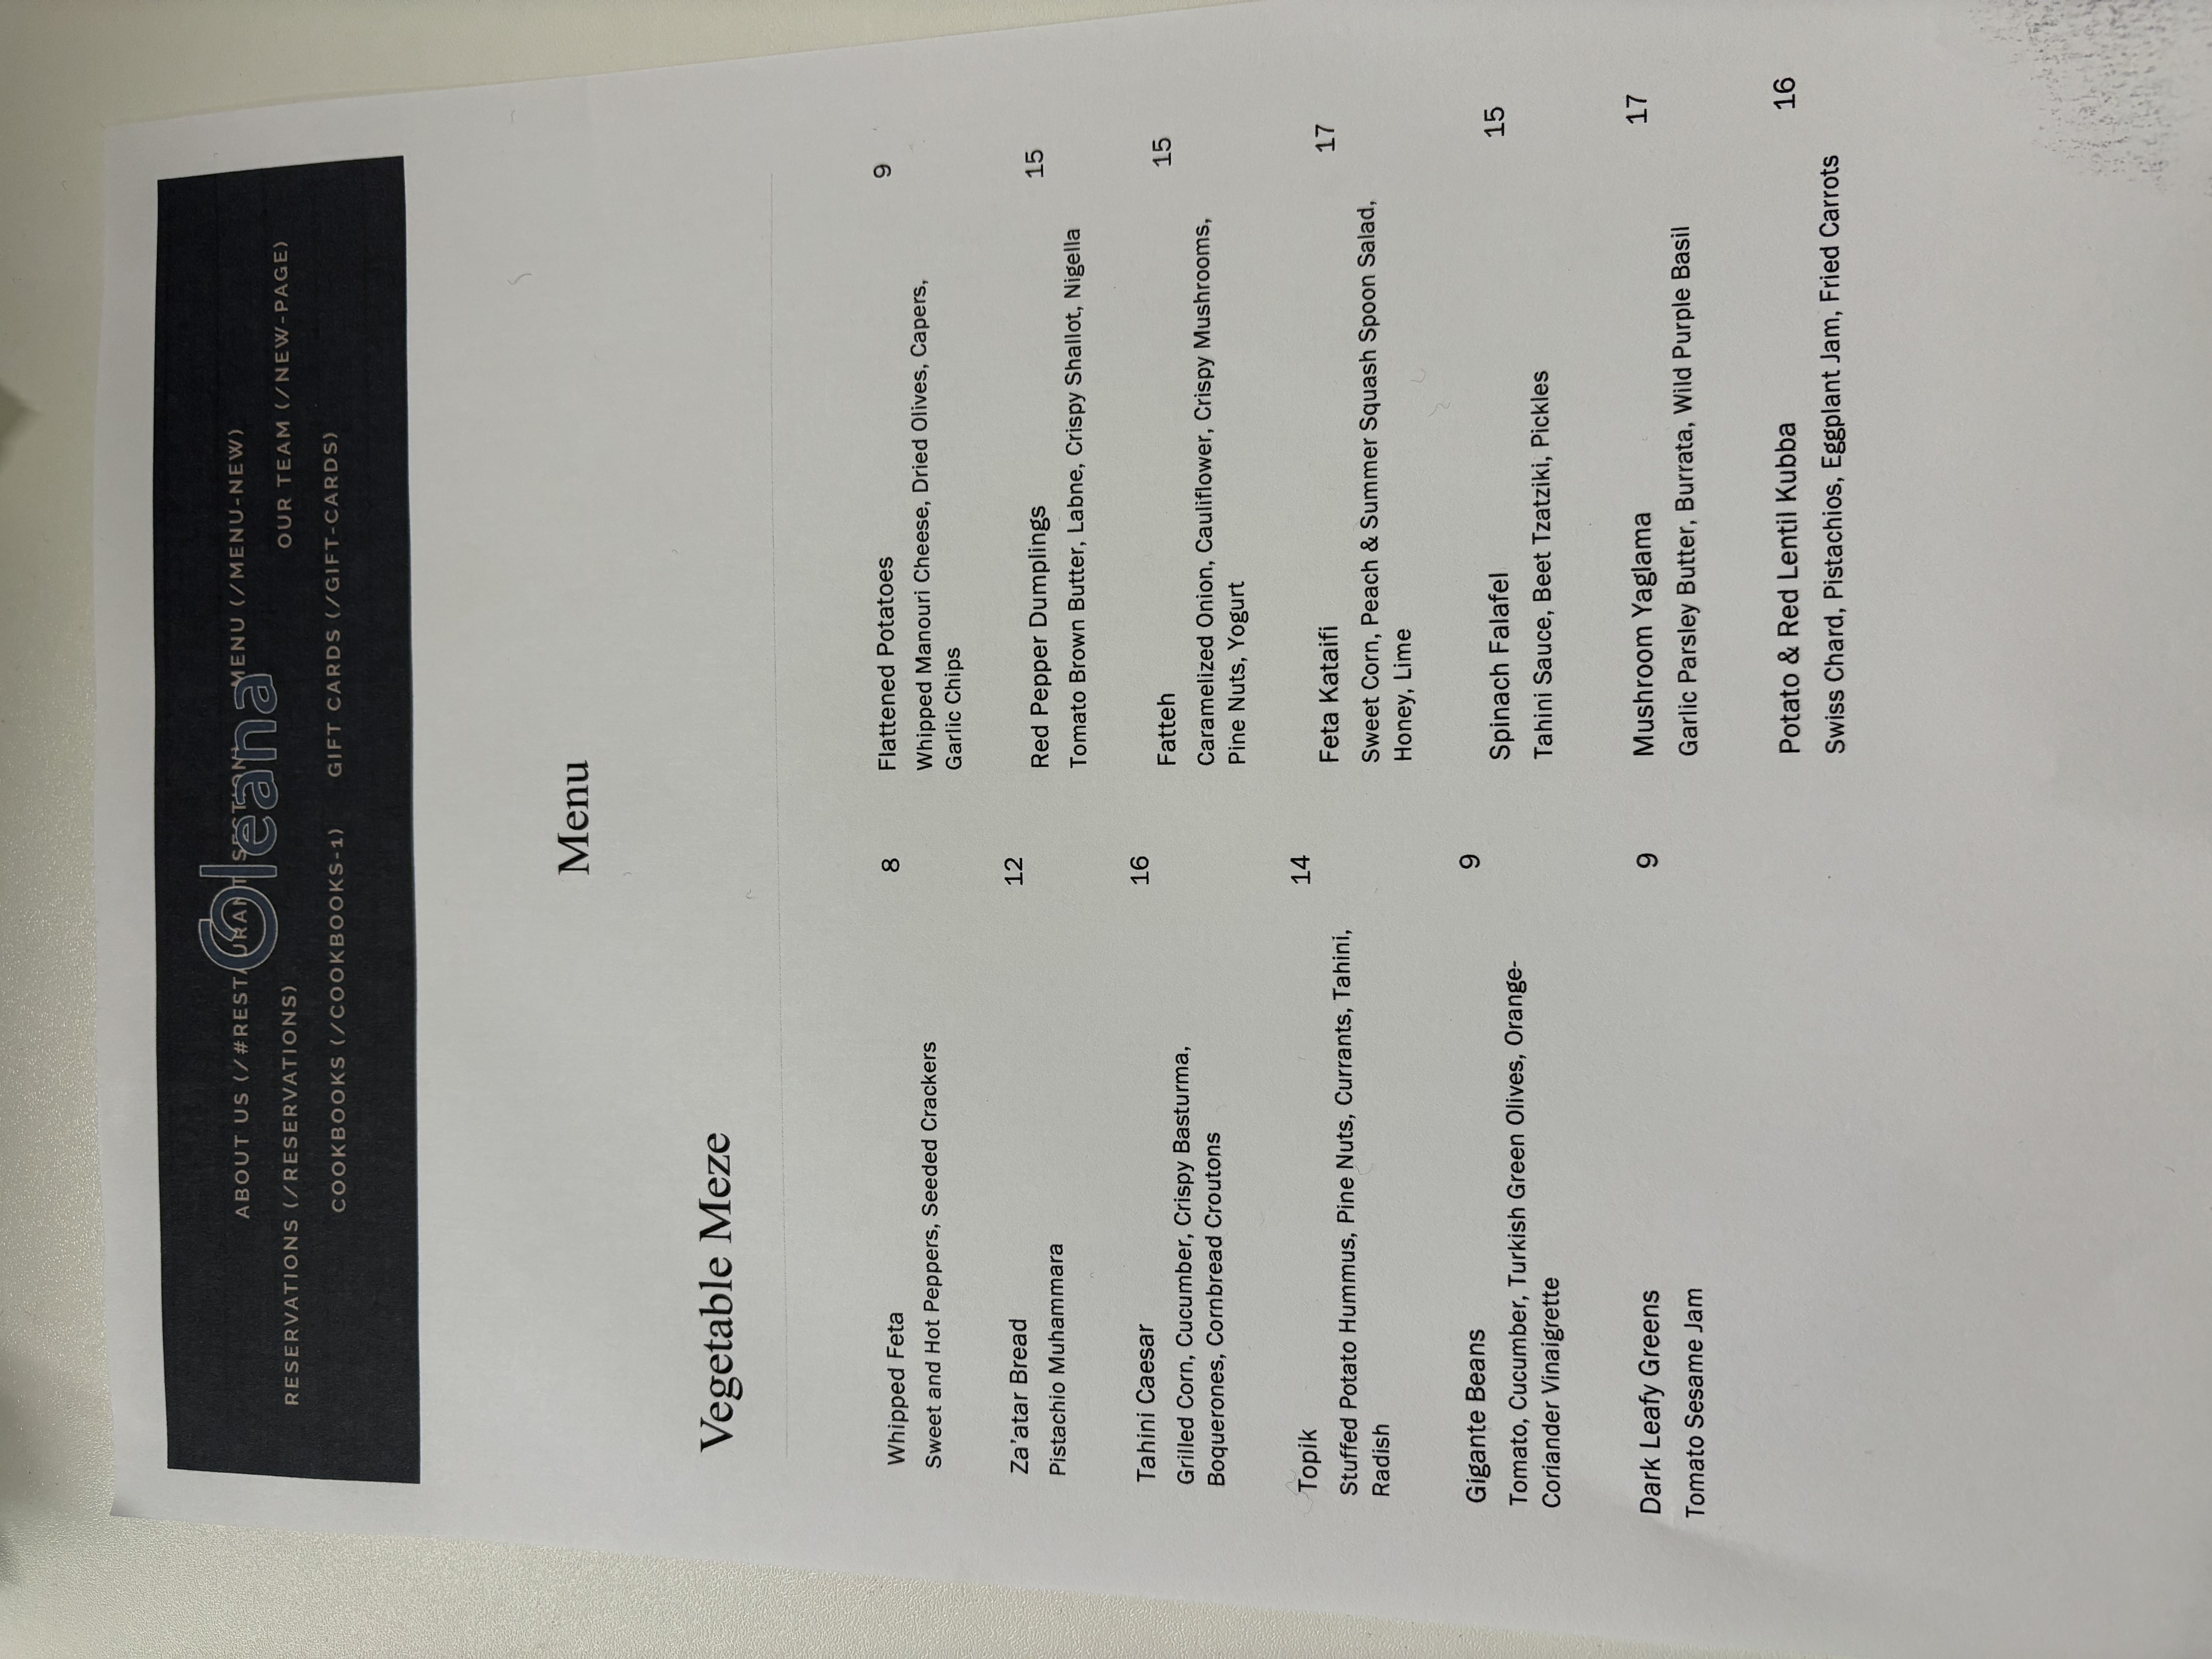 Oleana
ABOUT US (/#RESTAURANT-SECTION) MENU (/MENU-NEW)
RESERVATIONS (/RESERVATIONS) OUR TEAM (/NEW-PAGE)
COOKBOOKS (/COOKBOOKS-1) GIFT CARDS (/GIFT-CARDS)
Menu
Vegetable Meze
Whipped Feta 8
Sweet and Hot Peppers, Seeded Crackers
Za’atar Bread 12
Pistachio Muhammara
Tahini Caesar 16
Grilled Corn, Cucumber, Crispy Basturma,
Boquerones, Cornbread Croutons
Topik 14
Stuffed Potato Hummus, Pine Nuts, Currants, Tahini,
Radish
Gigante Beans 9
Tomato, Cucumber, Turkish Green Olives, Orange-
Coriander Vinaigrette
Dark Leafy Greens 9
Tomato Sesame Jam
Flattened Potatoes 9
Whipped Manouri Cheese, Dried Olives, Capers,
Garlic Chips
Red Pepper Dumplings 15
Tomato Brown Butter, Labne, Crispy Shallot, Nigella
Fatteh 15
Caramelized Onion, Cauliflower, Crispy Mushrooms,
Pine Nuts, Yogurt
Feta Kataifi 17
Sweet Corn, Peach & Summer Squash Spoon Salad,
Honey, Lime
Spinach Falafel 15
Tahini Sauce, Beet Tzatziki, Pickles
Mushroom Yaglama 17
Garlic Parsley Butter, Burrata, Wild Purple Basil
Potato & Red Lentil Kubba 16
Swiss Chard, Pistachios, Eggplant Jam, Fried Carrots